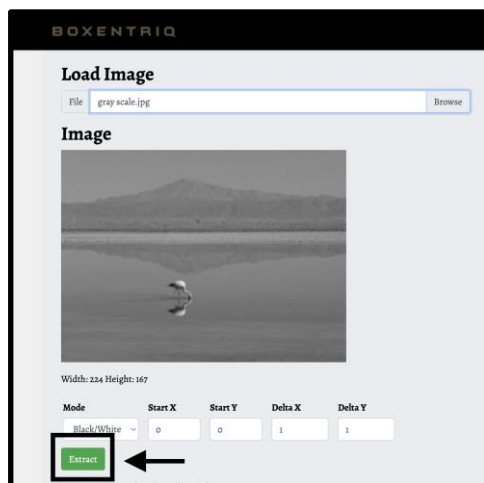 BOXENTRIQ
Load Image
File gray scale.jpg Browse
Image
Width: 224 Height: 167
Mode Start X Start Y Delta X Delta Y
Black/White 0 0 1 1
Extract